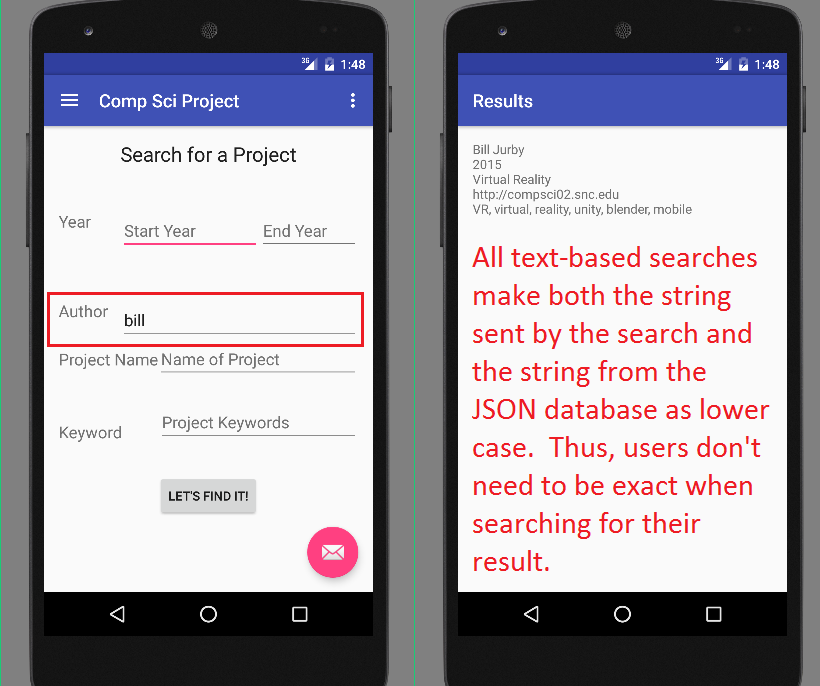 3G 1:48
Comp Sci Project
Search for a Project
Year Start Year End Year
Author bill
Project Name Name of Project
Keyword Project Keywords
LET'S FIND IT!
3G 1:48
Results
Bill Jurby
2015
Virtual Reality
http://compsci02.snc.edu
VR, virtual, reality, unity, blender, mobile
All text-based searches
make both the string
sent by the search and
the string from the
JSON database as lower
case. Thus, users don't
need to be exact when
searching for their
result.